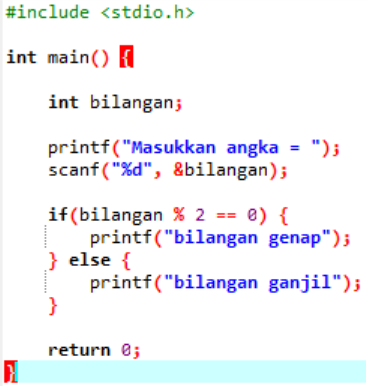 #include <stdio.h>
int main() {
int bilangan;
printf("Masukkan angka = ");
scanf("%d", &bilangan);
if(bilangan % 2 == 0) {
printf("bilangan genap");
} else {
printf("bilangan ganjil");
}
return 0;
}